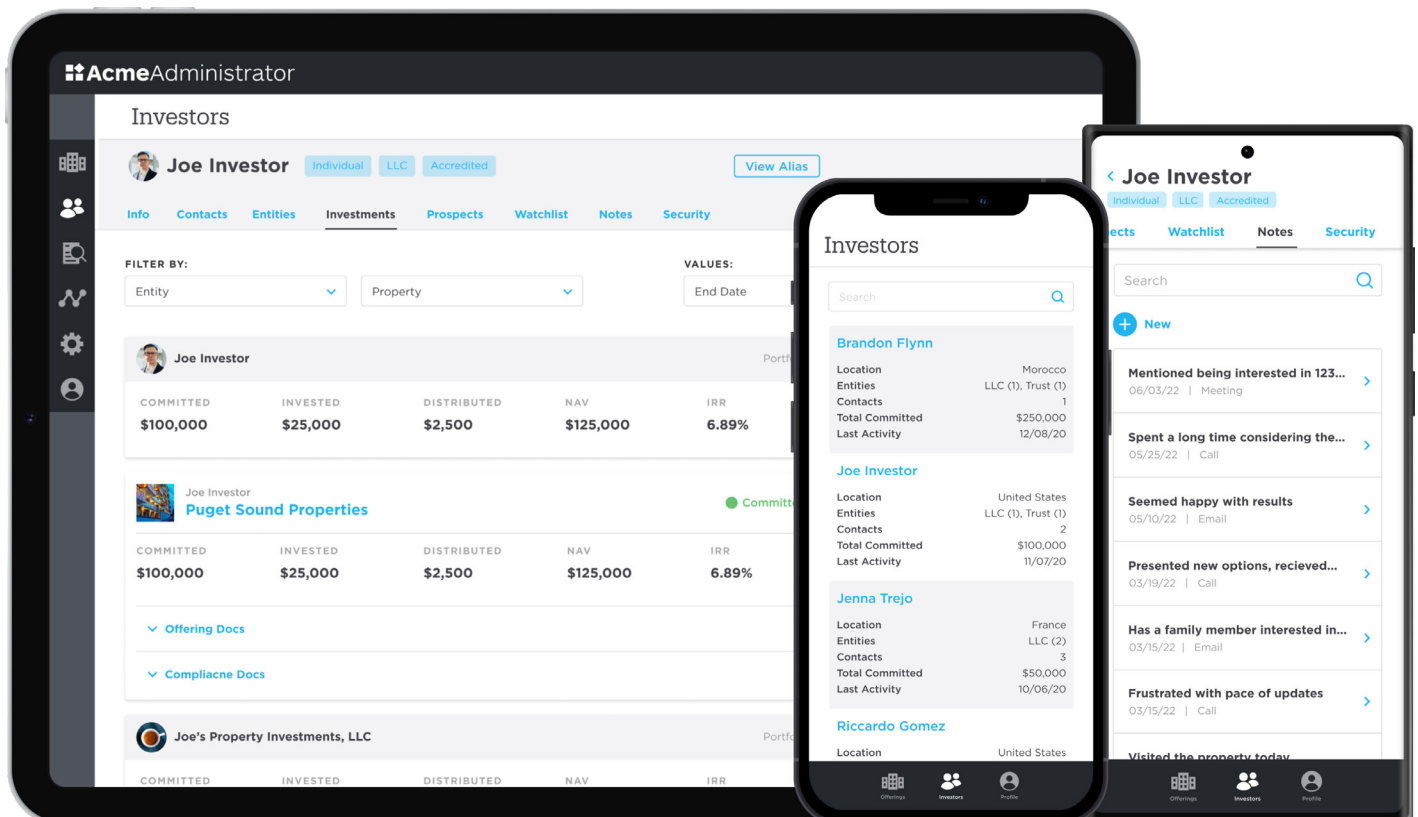 AcmeAdministrator
Investors
Joe Investor Individual LLC Accredited View Alias
Info Contacts Entities Investments Prospects Watchlist Notes Security
FILTER BY: VALUES:
Entity Property End Date
Joe Investor
COMMITTED INVESTED DISTRIBUTED NAV IRR
$100,000 $25,000 $2,500 $125,000 6.89%
Joe Investor
Puget Sound Properties
COMMITTED INVESTED DISTRIBUTED NAV IRR
$100,000 $25,000 $2,500 $125,000 6.89%
Offering Docs
Compliacne Docs
Joe's Property Investments, LLC
COMMITTED INVESTED DISTRIBUTED NAV IRR
Investors
Search
Brandon Flynn
Location Morocco
Entities LLC (1), Trust (1)
Contacts 1
Total Committed $250,000
Last Activity 12/08/20
Joe Investor
Location United States
Entities LLC (1), Trust (1)
Contacts 2
Total Committed $100,000
Last Activity 11/07/20
Jenna Trejo
Location France
Entities LLC (2)
Contacts 3
Total Committed $50,000
Last Activity 10/06/20
Riccardo Gomez
Location United States
Offerings Investors Profile
Joe Investor
Individual LLC Accredited
pects Watchlist Notes Security
Search
New
Mentioned being interested in 123...
06/03/22 | Meeting
Spent a long time considering the...
05/25/22 | Call
Seemed happy with results
05/10/22 | Email
Presented new options, recieved...
03/19/22 | Call
Has a family member interested in...
03/15/22 | Email
Frustrated with pace of updates
03/15/22 | Call
Visited the property today
Offerings Investors Profile